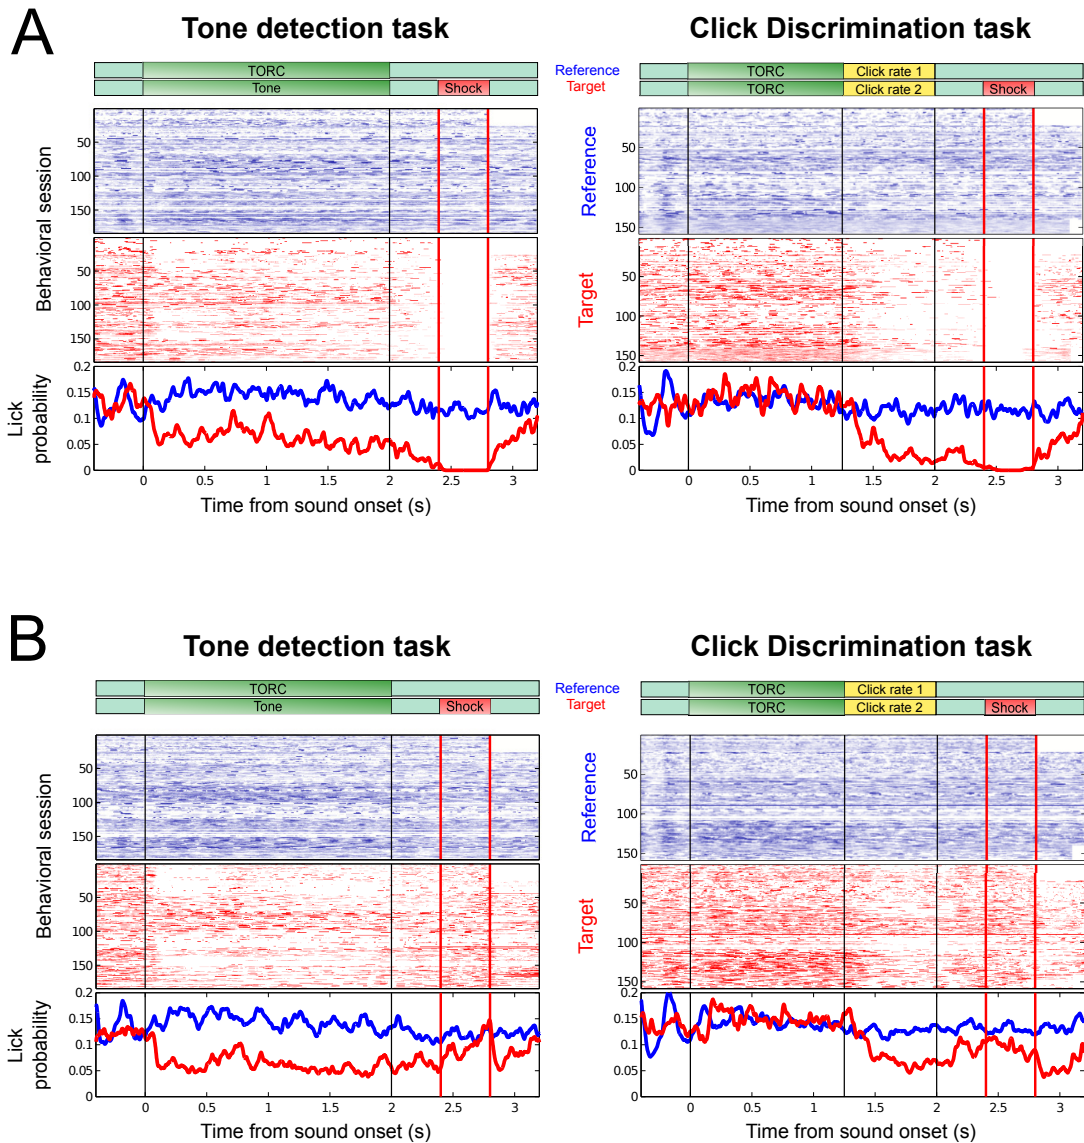 A
Tone detection task
Click Discrimination task
TORC
Reference
TORC
Click rate 1
Tone
Shock
Target
TORC
Click rate 2
Shock
Behavioral session
50
100
150
50
100
150
Reference
50
100
150
Target
50
100
150
Lick
probability
0.2
0.15
0.1
0.05
0
0
0.5
1
1.5
2
2.5
3
Time from sound onset (s)
0.2
0.15
0.1
0.05
0
0
0.5
1
1.5
2
2.5
3
Time from sound onset (s)
B
Tone detection task
Click Discrimination task
TORC
Reference
TORC
Click rate 1
Tone
Shock
Target
TORC
Click rate 2
Shock
Behavioral session
50
100
150
50
100
150
Reference
50
100
150
Target
50
100
150
Lick
probability
0.2
0.15
0.1
0.05
0
0
0.5
1
1.5
2
2.5
3
Time from sound onset (s)
0.2
0.15
0.1
0.05
0
0
0.5
1
1.5
2
2.5
3
Time from sound onset (s)